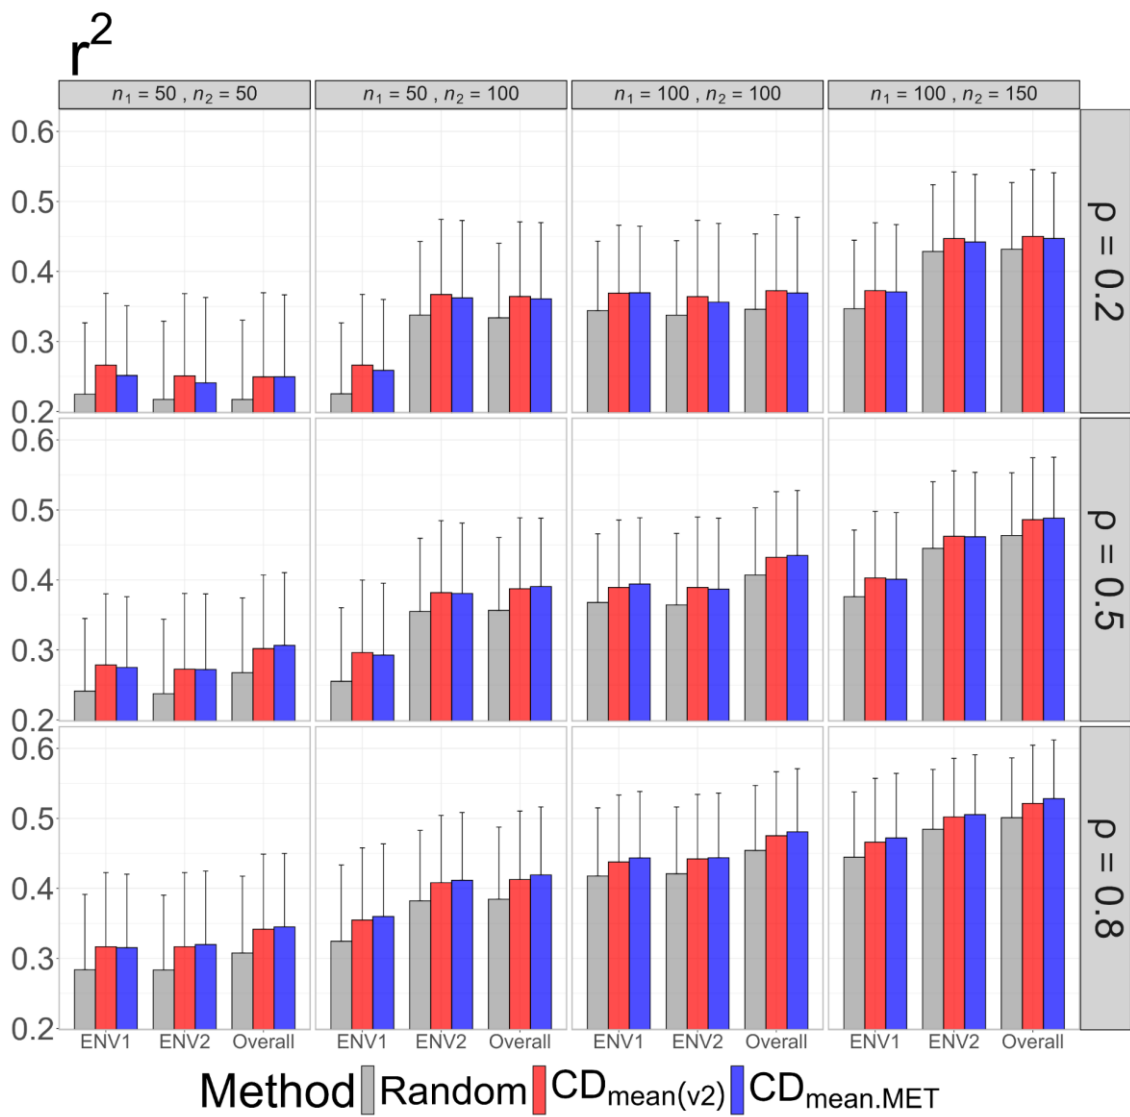 r²
n₁ = 50 , n₂ = 50
n₁ = 50 , n₂ = 100
n₁ = 100 , n₂ = 100
n₁ = 100 , n₂ = 150
0.6
0.5
0.4
0.3
0.2
ρ = 0.2
0.6
0.5
0.4
0.3
0.2
ρ = 0.5
0.6
0.5
0.4
0.3
0.2
ρ = 0.8
ENV1 ENV2 Overall
ENV1 ENV2 Overall
ENV1 ENV2 Overall
ENV1 ENV2 Overall
Method Random CDmean(v2) CDmean.MET